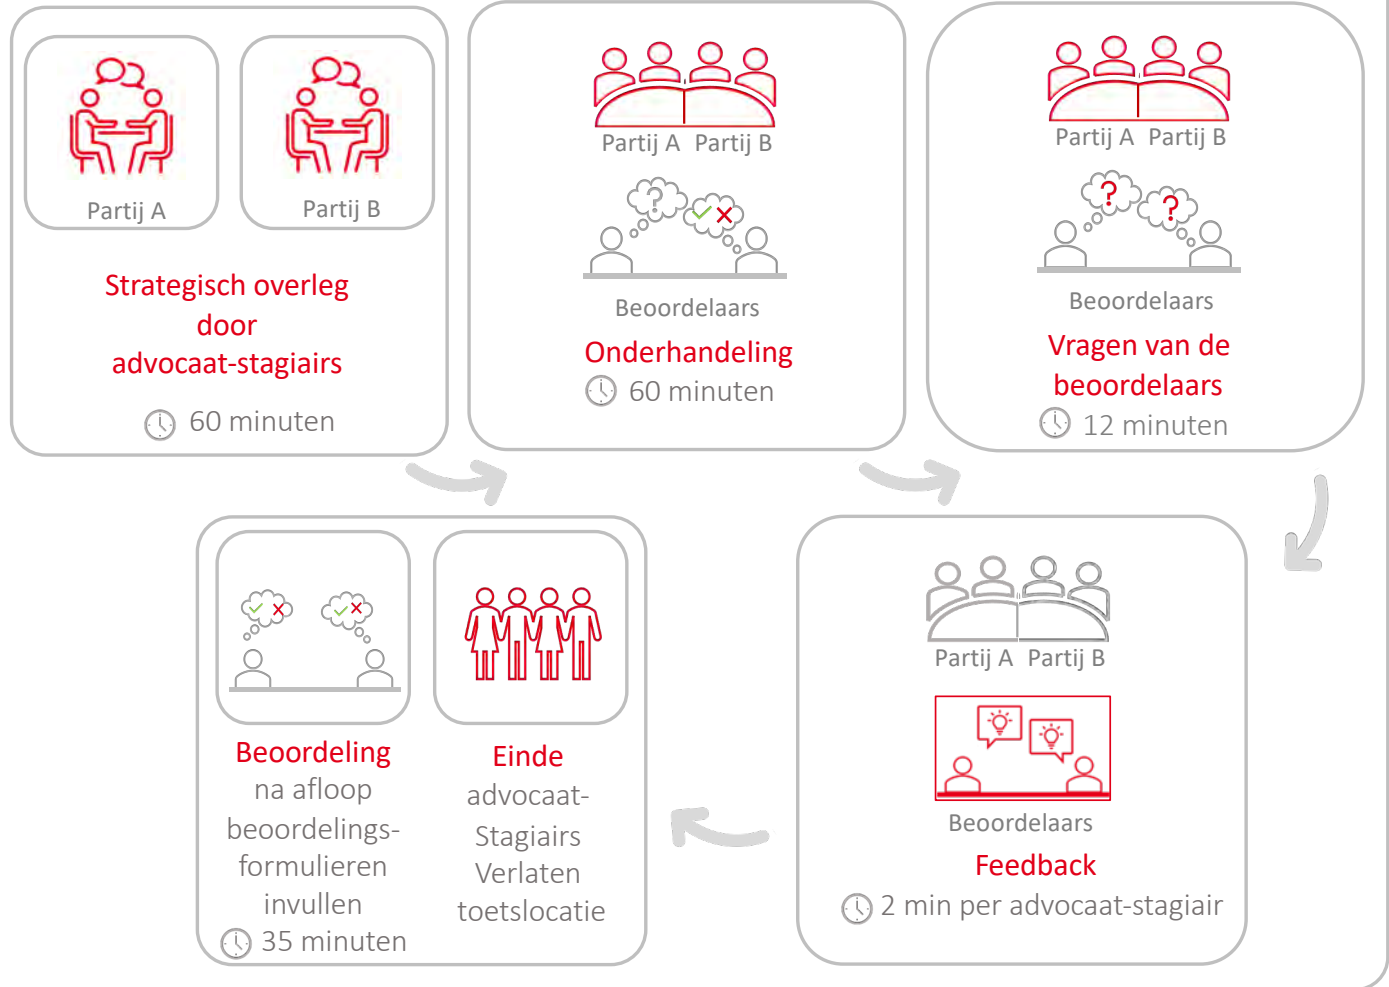 Partij A
Partij B
Strategisch overleg
door
advocaat-stagiairs
60 minuten
Partij A Partij B
?
Beoordelaars
Onderhandeling
60 minuten
Partij A Partij B
? ?
Beoordelaars
Vragen van de
beoordelaars
12 minuten
Partij A Partij B
Beoordelaars
Feedback
2 min per advocaat-stagiair
Beoordeling
na afloop
beoordelings-
formulieren
invullen
35 minuten
Einde
advocaat-
Stagiairs
Verlaten
toetslocatie